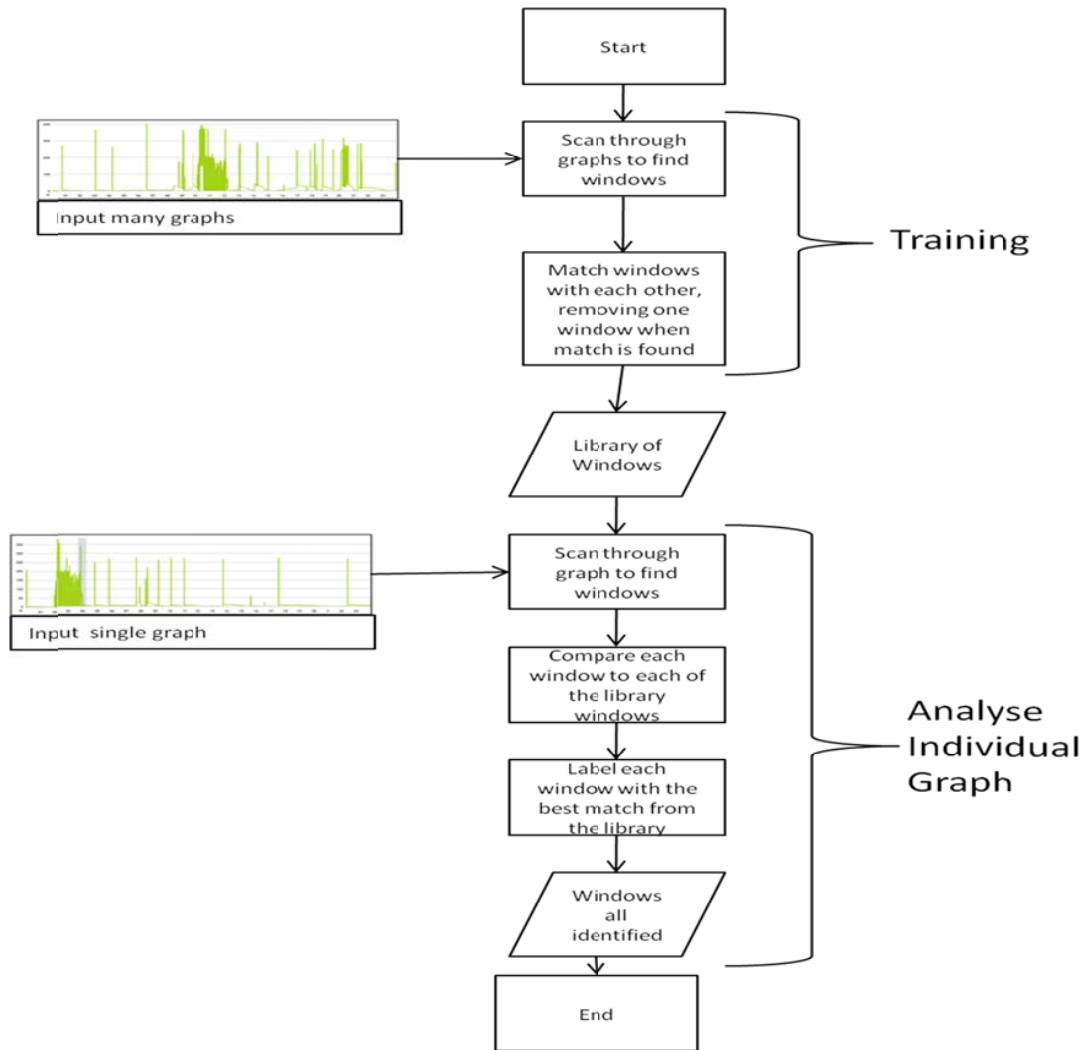 Start
Scan through
graphs to find
windows
Input many graphs
Training
Match windows
with each other,
removing one
window when
match is found
Library of
Windows
Scan through
graph to find
windows
Input single graph
Compare each
window to each of
the library
windows
Analyse
Individual
Graph
Label each
window with the
best match from
the library
Windows
all
identified
End